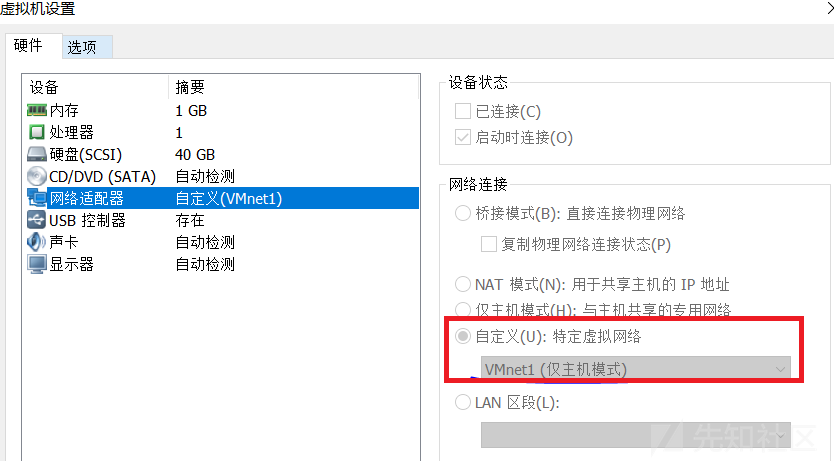 虚拟机设置
硬件 选项
设备 摘要
内存 1 GB
处理器 1
硬盘(SCSI) 40 GB
CD/DVD (SATA) 自动检测
网络适配器 自定义(VMnet1)
USB 控制器 存在
声卡 自动检测
显示器 自动检测
设备状态
已连接(C)
启动时连接(O)
网络连接
桥接模式(B): 直接连接物理网络
复制物理网络连接状态(P)
NAT 模式(N): 用于共享主机的 IP 地址
仅主机模式(H): 与主机共享的专用网络
自定义(U): 特定虚拟网络
VMnet1 (仅主机模式)
LAN 区段(L):
先知社区